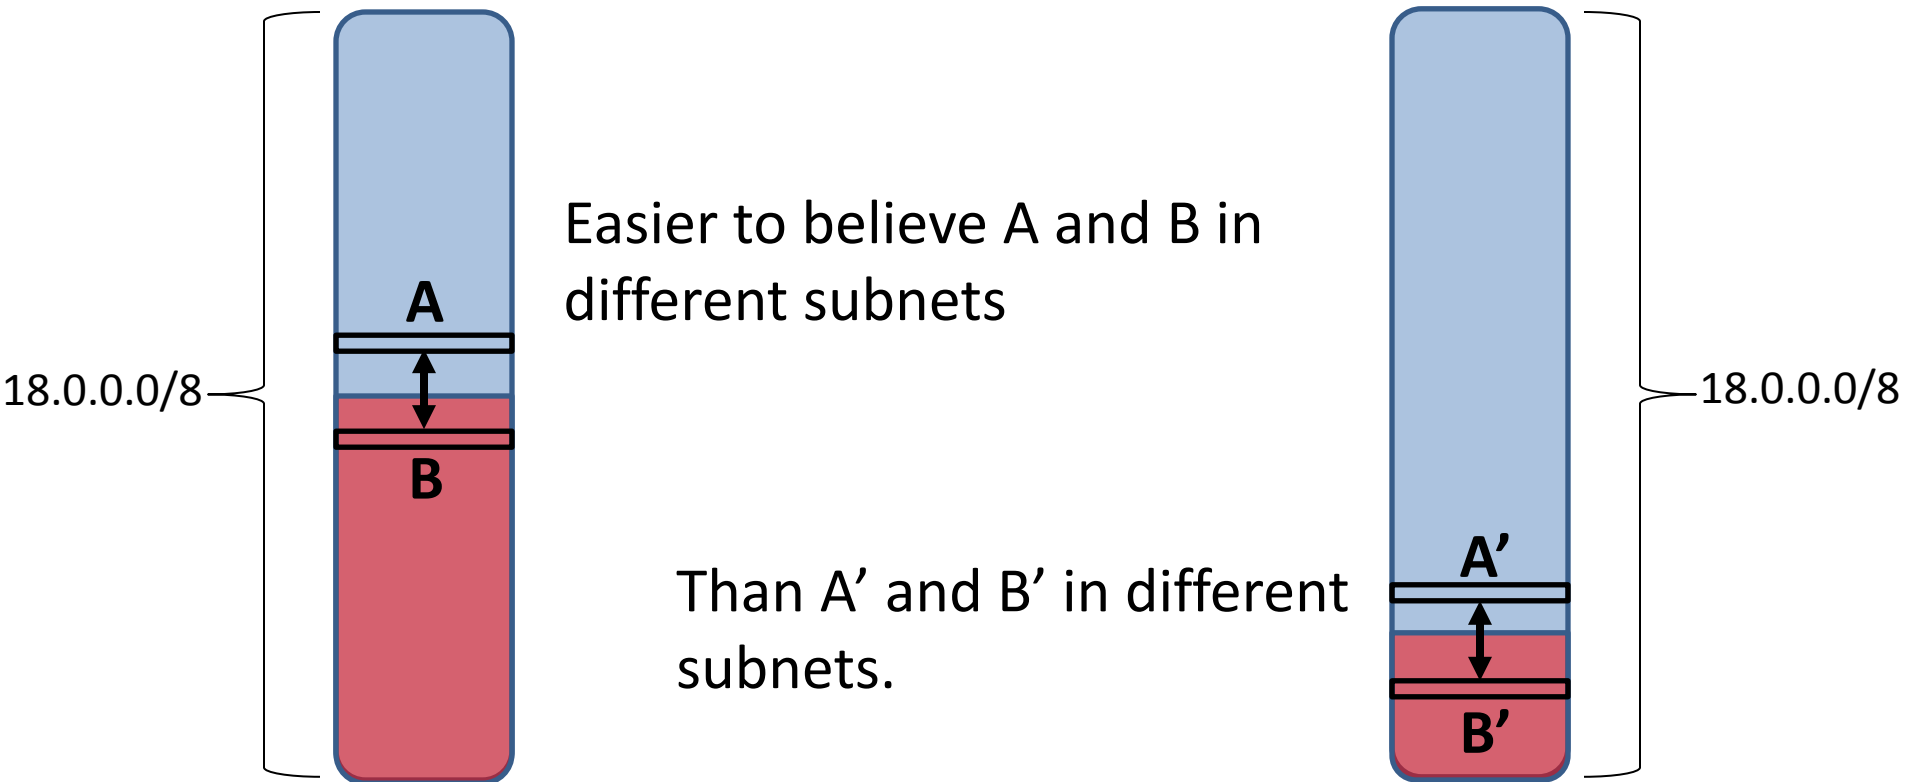 Easier to believe A and B in
different subnets
A
18.0.0.0/8
B
18.0.0.0/8
A’
Than A’ and B’ in different
subnets.
B’